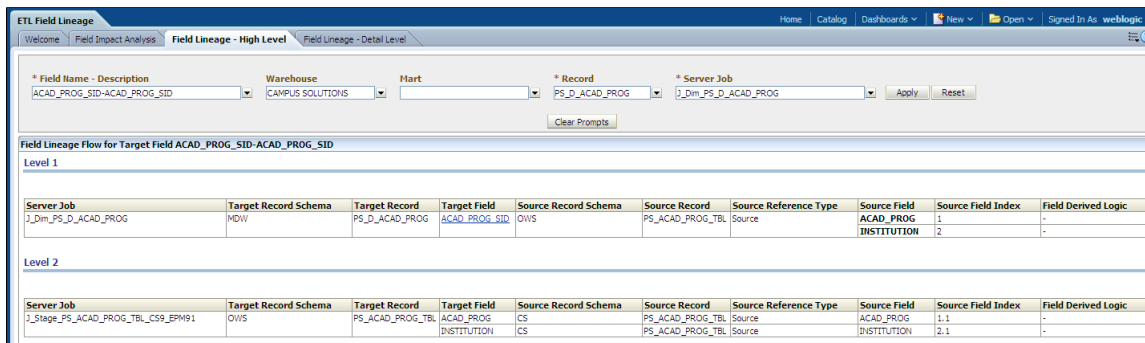 ETL Field Lineage Home Catalog Dashboards New Open Signed In As weblogic
Welcome Field Impact Analysis Field Lineage - High Level Field Lineage - Detail Level
* Field Name - Description Warehouse Mart * Record * Server Job
ACAD_PROG_SID-ACAD_PROG_SID CAMPUS SOLUTIONS PS_D_ACAD_PROG J_Dim_PS_D_ACAD_PROG Apply Reset
Clear Prompts
Field Lineage Flow for Target Field ACAD_PROG_SID-ACAD_PROG_SID
Level 1
Server Job Target Record Schema Target Record Target Field Source Record Schema Source Record Source Reference Type Source Field Source Field Index Field Derived Logic
J_Dim_PS_D_ACAD_PROG MDW PS_D_ACAD_PROG ACAD_PROG_SID OWS PS_ACAD_PROG_TBL Source ACAD_PROG 1 -
INSTITUTION 2 -
Level 2
Server Job Target Record Schema Target Record Target Field Source Record Schema Source Record Source Reference Type Source Field Source Field Index Field Derived Logic
J_Stage_PS_ACAD_PROG_TBL_CS9_EPM91 OWS PS_ACAD_PROG_TBL ACAD_PROG CS PS_ACAD_PROG_TBL Source ACAD_PROG 1.1 -
INSTITUTION CS PS_ACAD_PROG_TBL Source INSTITUTION 2.1 -